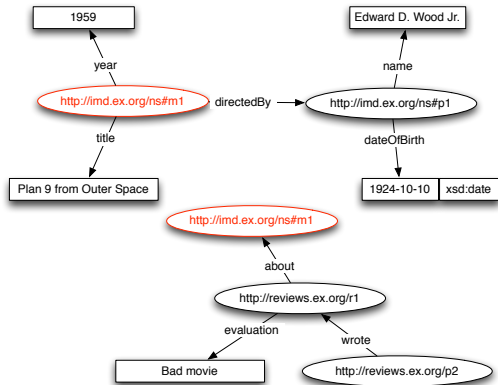 1959
Edward D. Wood Jr.
year
name
http://imd.ex.org/ns#m1
directedBy
http://imd.ex.org/ns#p1
title
dateOfBirth
Plan 9 from Outer Space
1924-10-10
xsd:date
http://imd.ex.org/ns#m1
about
http://reviews.ex.org/r1
evaluation
wrote
Bad movie
http://reviews.ex.org/p2